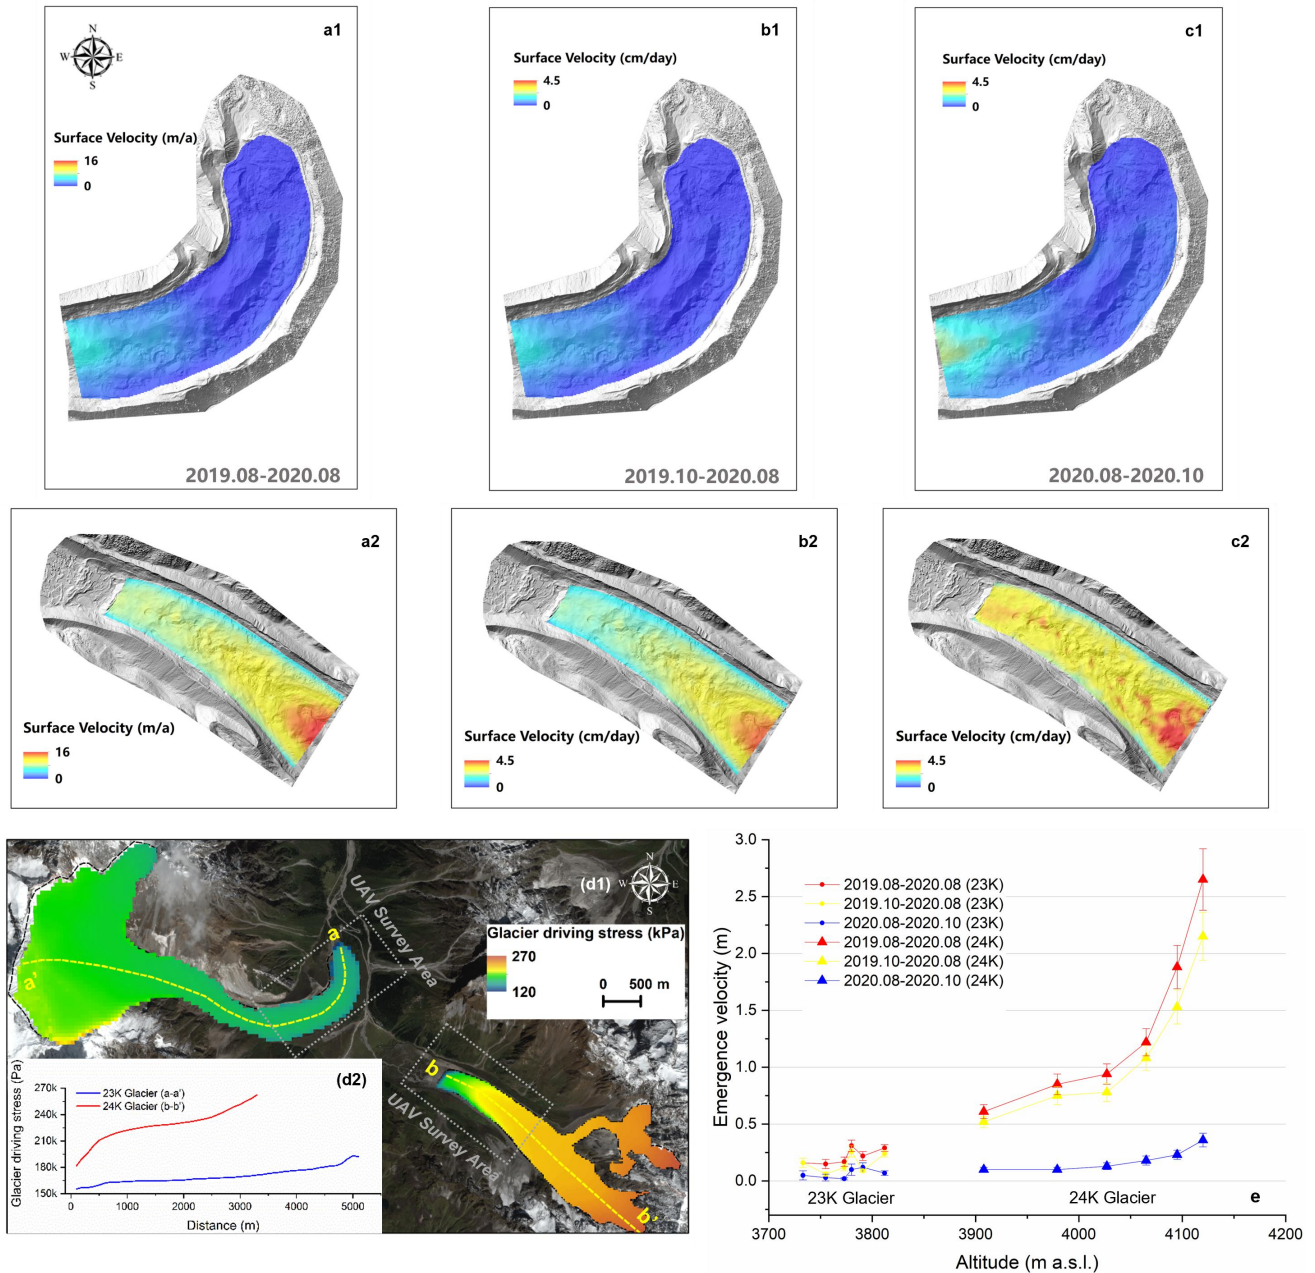 a1
N
W E
S
Surface Velocity (m/a)
16
0
2019.08-2020.08
b1
Surface Velocity (cm/day)
4.5
0
2019.10-2020.08
c1
Surface Velocity (cm/day)
4.5
0
2020.08-2020.10
a2
Surface Velocity (m/a)
16
0
b2
Surface Velocity (cm/day)
4.5
0
c2
Surface Velocity (cm/day)
4.5
0
(d1)
N
W E
S
UAV Survey Area
Glacier driving stress (kPa)
270
120
0 500 m
a
a'
b
b'
UAV Survey Area
(d2)
Glacier driving stress (Pa)
270k
240k
210k
180k
150k
23K Glacier (a-a')
24K Glacier (b-b')
0 1000 2000 3000 4000 5000
Distance (m)
Emergence velocity (m)
3.0
2.5
2.0
1.5
1.0
0.5
0.0
2019.08-2020.08 (23K)
2019.10-2020.08 (23K)
2020.08-2020.10 (23K)
2019.08-2020.08 (24K)
2019.10-2020.08 (24K)
2020.08-2020.10 (24K)
23K Glacier
24K Glacier
e
3700 3800 3900 4000 4100 4200
Altitude (m a.s.l.)